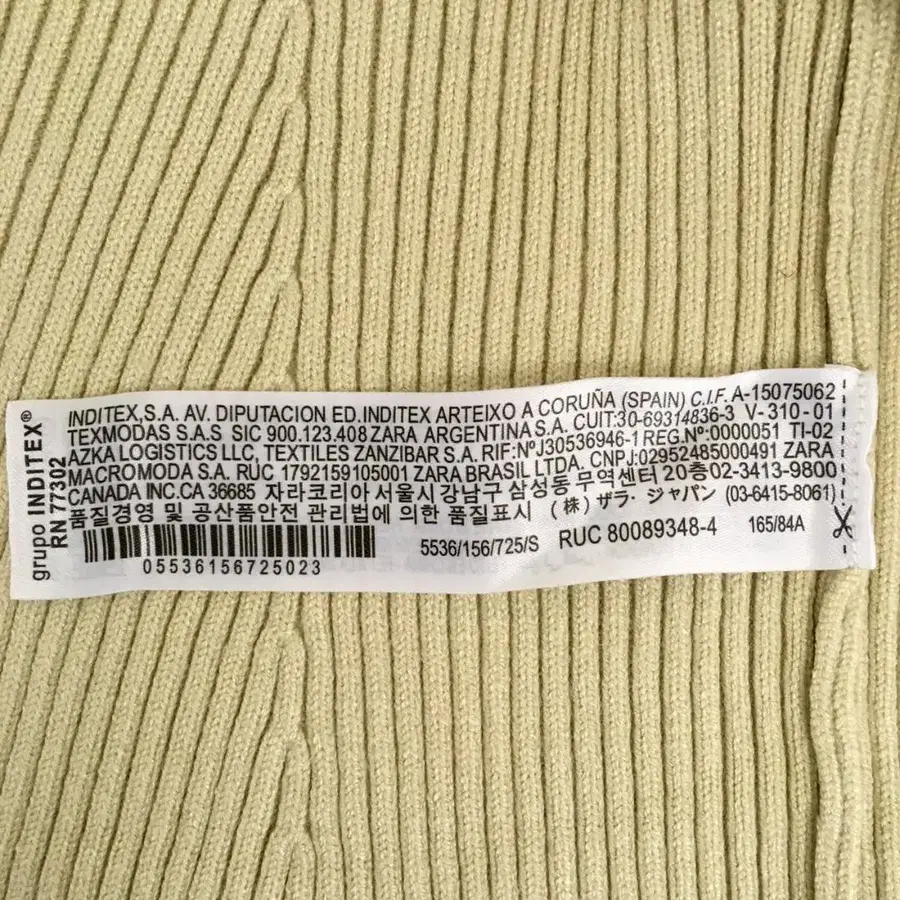 grupo INDITEX®
RN 77302
INDITEX,S.A. AV. DIPUTACION ED.INDITEX ARTEIXO A CORUÑA (SPAIN) C.I.F. A-15075062
TEXMODAS S.A.S SIC 900.123.408 ZARA ARGENTINA S.A. CUIT:30-69314836-3 V-310-01
AZKA LOGISTICS LLC, TEXTILES ZANZIBAR S.A. RIF:NºJ30536946-1 REG.Nº:0000051 TI-02
MACROMODA S.A. RUC 1792159105001 ZARA BRASIL LTDA. CNPJ:02952485000491 ZARA
CANADA INC.CA 36685 자라코리아 서울시강남구 삼성동 무역센터 20층 02-3413-9800
품질경영 및 공산품안전 관리법에 의한 품질표시 (株) ザラ・ジャパン (03-6415-8061)
05536156725023
5536/156/725/S RUC 80089348-4 165/84A